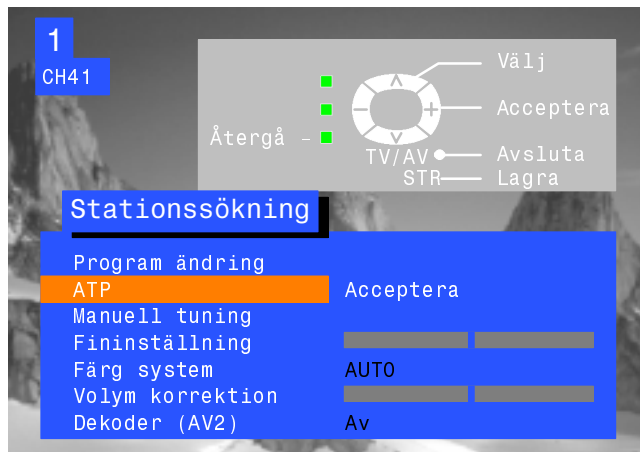 1
CH41
Välj
Acceptera
Återgå –
TV/AV
Avsluta
STR
Lagra
Stationssökning
Program ändring
ATP Acceptera
Manuell tuning
Fininställning
Färg system AUTO
Volym korrektion
Dekoder (AV2) Av